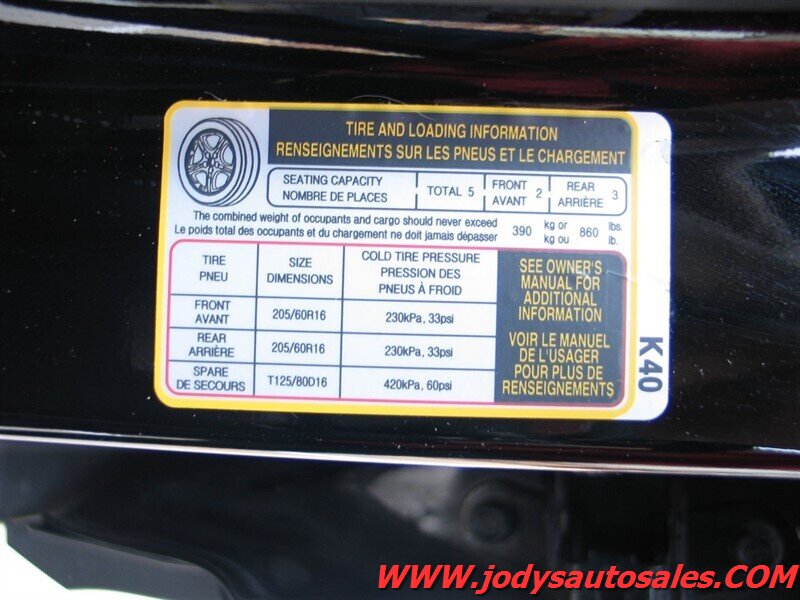 TIRE AND LOADING INFORMATION
RENSEIGNEMENTS SUR LES PNEUS ET LE CHARGEMENT
SEATING CAPACITY
NOMBRE DE PLACES
TOTAL 5
FRONT
AVANT 2
REAR
ARRIÈRE 3
The combined weight of occupants and cargo should never exceed
Le poids total des occupants et du chargement ne doit jamais dépasser
390 kg or
kg ou
860 lbs.
lb.
TIRE
PNEU
SIZE
DIMENSIONS
COLD TIRE PRESSURE
PRESSION DES
PNEUS À FROID
FRONT
AVANT
205/60R16
230kPa, 33psi
REAR
ARRIÈRE
205/60R16
230kPa, 33psi
SPARE
DE SECOURS
T125/80D16
420kPa, 60psi
SEE OWNER'S
MANUAL FOR
ADDITIONAL
INFORMATION
VOIR LE MANUEL
DE L'USAGER
POUR PLUS DE
RENSEIGNEMENTS
K40
WWW.jodysautosales.COM